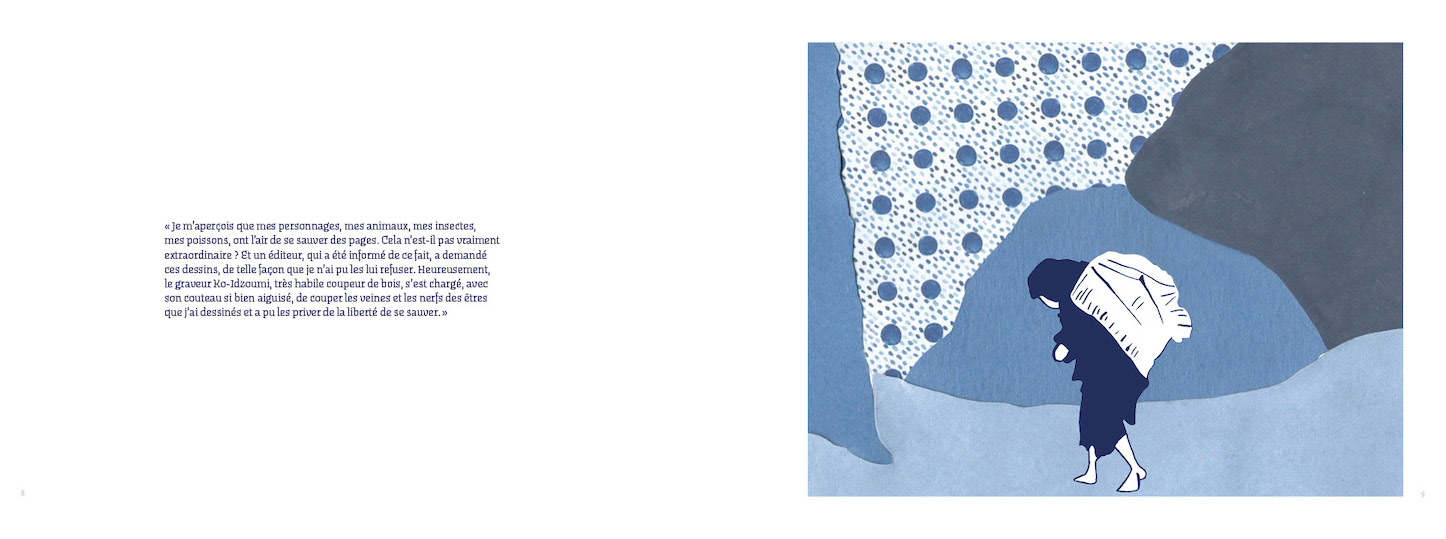 « Je m'aperçois que mes personnages, mes animaux, mes insectes,
mes poissons, ont l'air de se sauver des pages. Cela n'est-il pas vraiment
extraordinaire ? Et un éditeur, qui a été informé de ce fait, a demandé
ces dessins, de telle façon que je n'ai pu les lui refuser. Heureusement,
le graveur Ko-Idzoumi, très habile coupeur de bois, s'est chargé, avec
son couteau si bien aiguisé, de couper les veines et les nerfs des êtres
que j'ai dessinés et a pu les priver de la liberté de se sauver. »
8
9